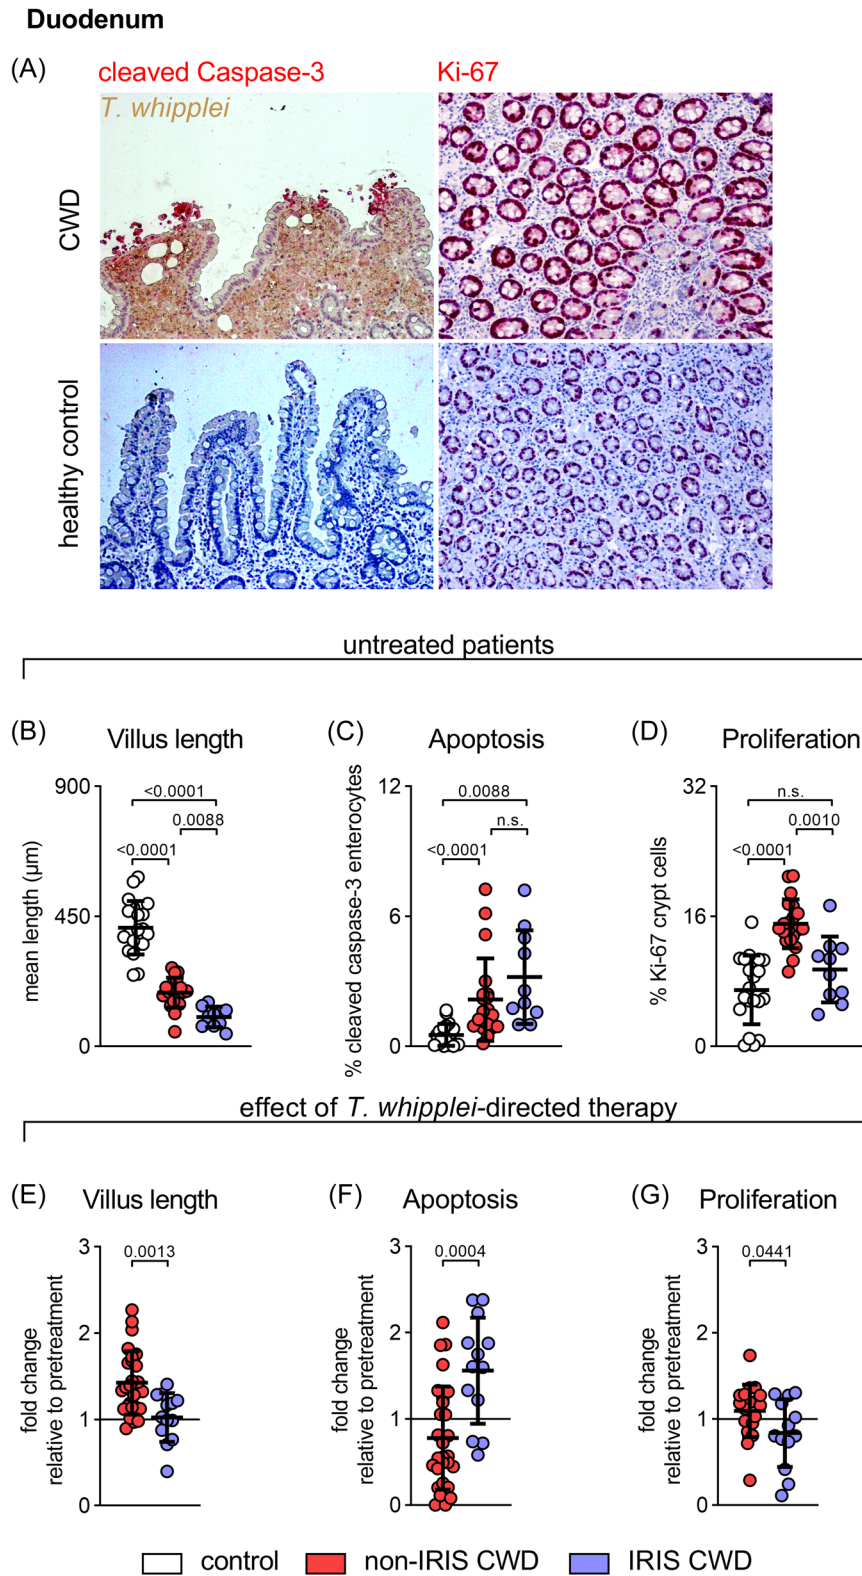 Duodenum
(A)
cleaved Caspase-3
Ki-67
T. whipplei
CWD
healthy control
untreated patients
(B)
Villus length
(C)
Apoptosis
(D)
Proliferation
mean length (µm)
900
450
0
<0.0001
0.0088
<0.0001
% cleaved caspase-3 enterocytes
12
6
0
0.0088
n.s.
<0.0001
% Ki-67 crypt cells
32
16
0
n.s.
0.0010
<0.0001
effect of T. whipplei-directed therapy
(E)
Villus length
(F)
Apoptosis
(G)
Proliferation
fold change
relative to pretreatment
3
2
1
0
0.0013
fold change
relative to pretreatment
3
2
1
0
0.0004
fold change
relative to pretreatment
3
2
1
0
0.0441
control
non-IRIS CWD
IRIS CWD